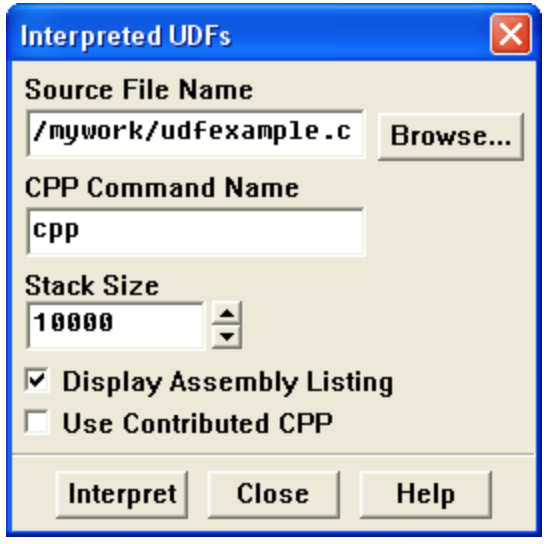 Interpreted UDFs
Source File Name
/mywork/udfexample.c Browse...
CPP Command Name
cpp
Stack Size
10000
Display Assembly Listing
Use Contributed CPP
Interpret Close Help